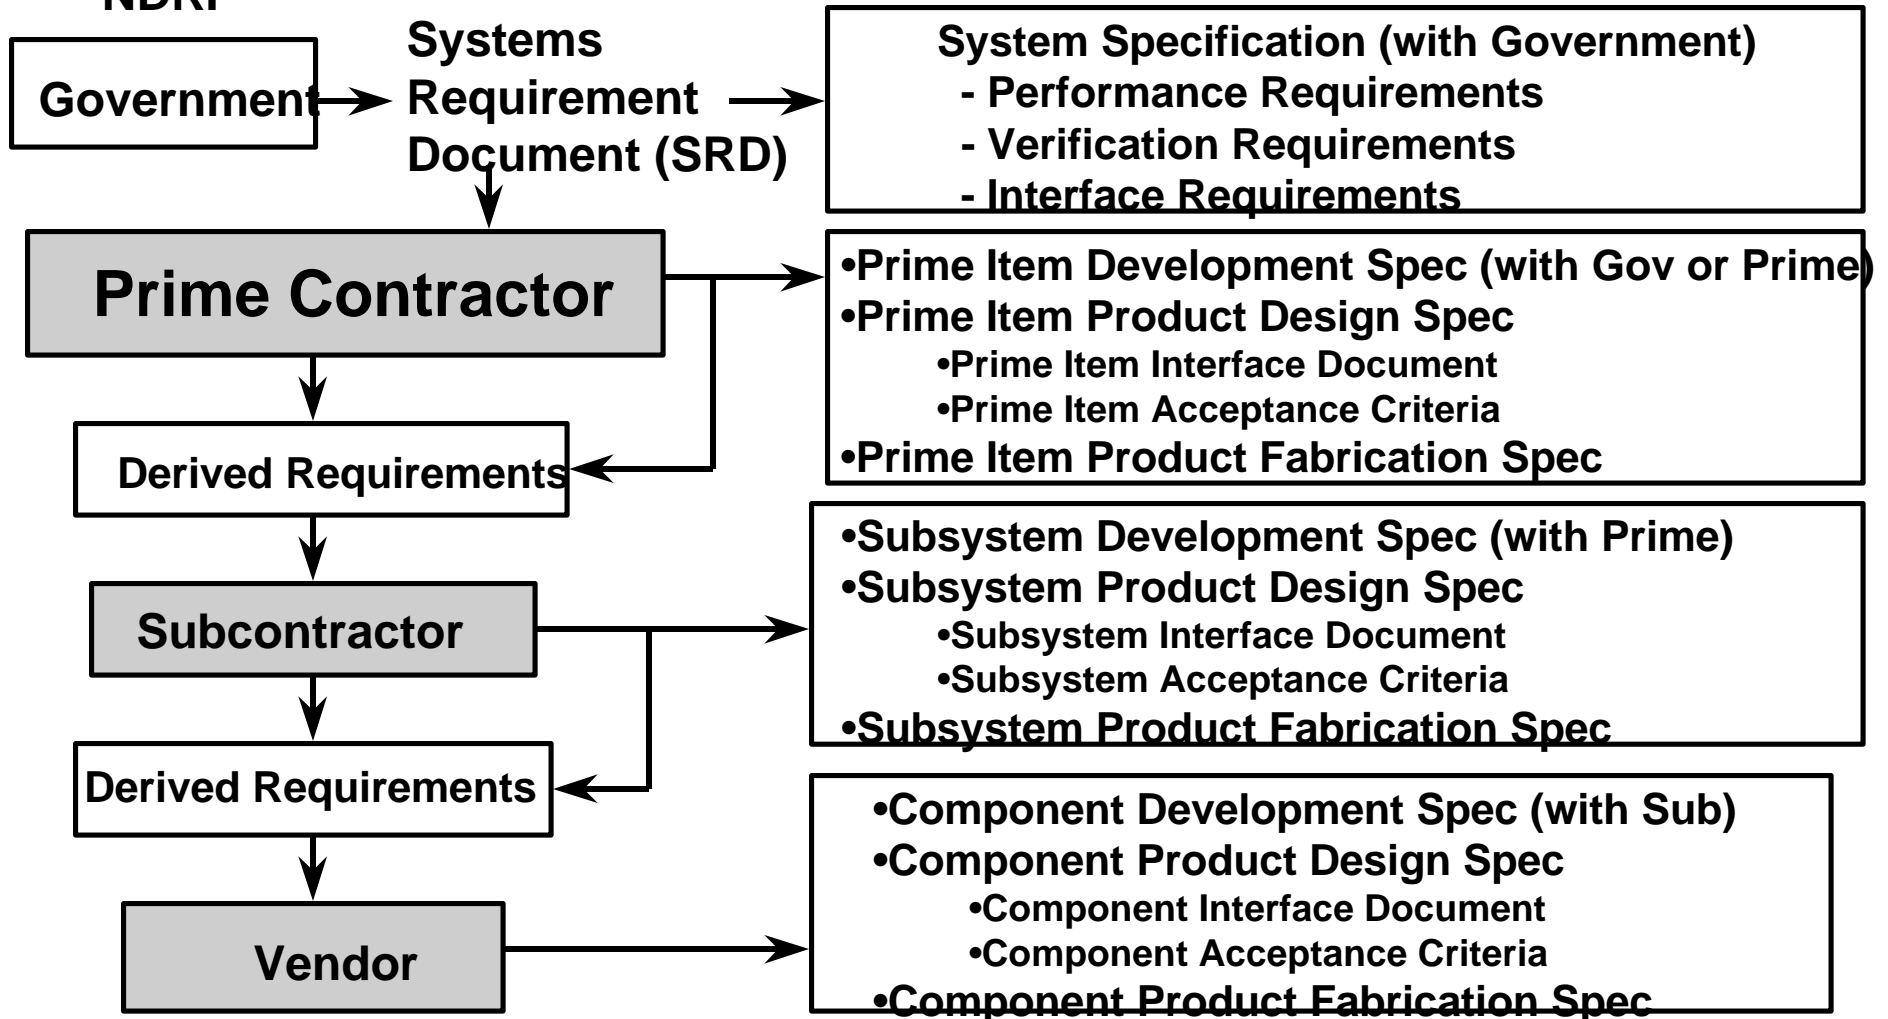 Government
Systems
Requirement
Document (SRD)
System Specification (with Government)
- Performance Requirements
- Verification Requirements
- Interface Requirements
Prime Contractor
•Prime Item Development Spec (with Gov or Prime)
•Prime Item Product Design Spec
•Prime Item Interface Document
•Prime Item Acceptance Criteria
•Prime Item Product Fabrication Spec
Derived Requirements
•Subsystem Development Spec (with Prime)
•Subsystem Product Design Spec
•Subsystem Interface Document
•Subsystem Acceptance Criteria
•Subsystem Product Fabrication Spec
Subcontractor
Derived Requirements
•Component Development Spec (with Sub)
•Component Product Design Spec
•Component Interface Document
•Component Acceptance Criteria
•Component Product Fabrication Spec
Vendor